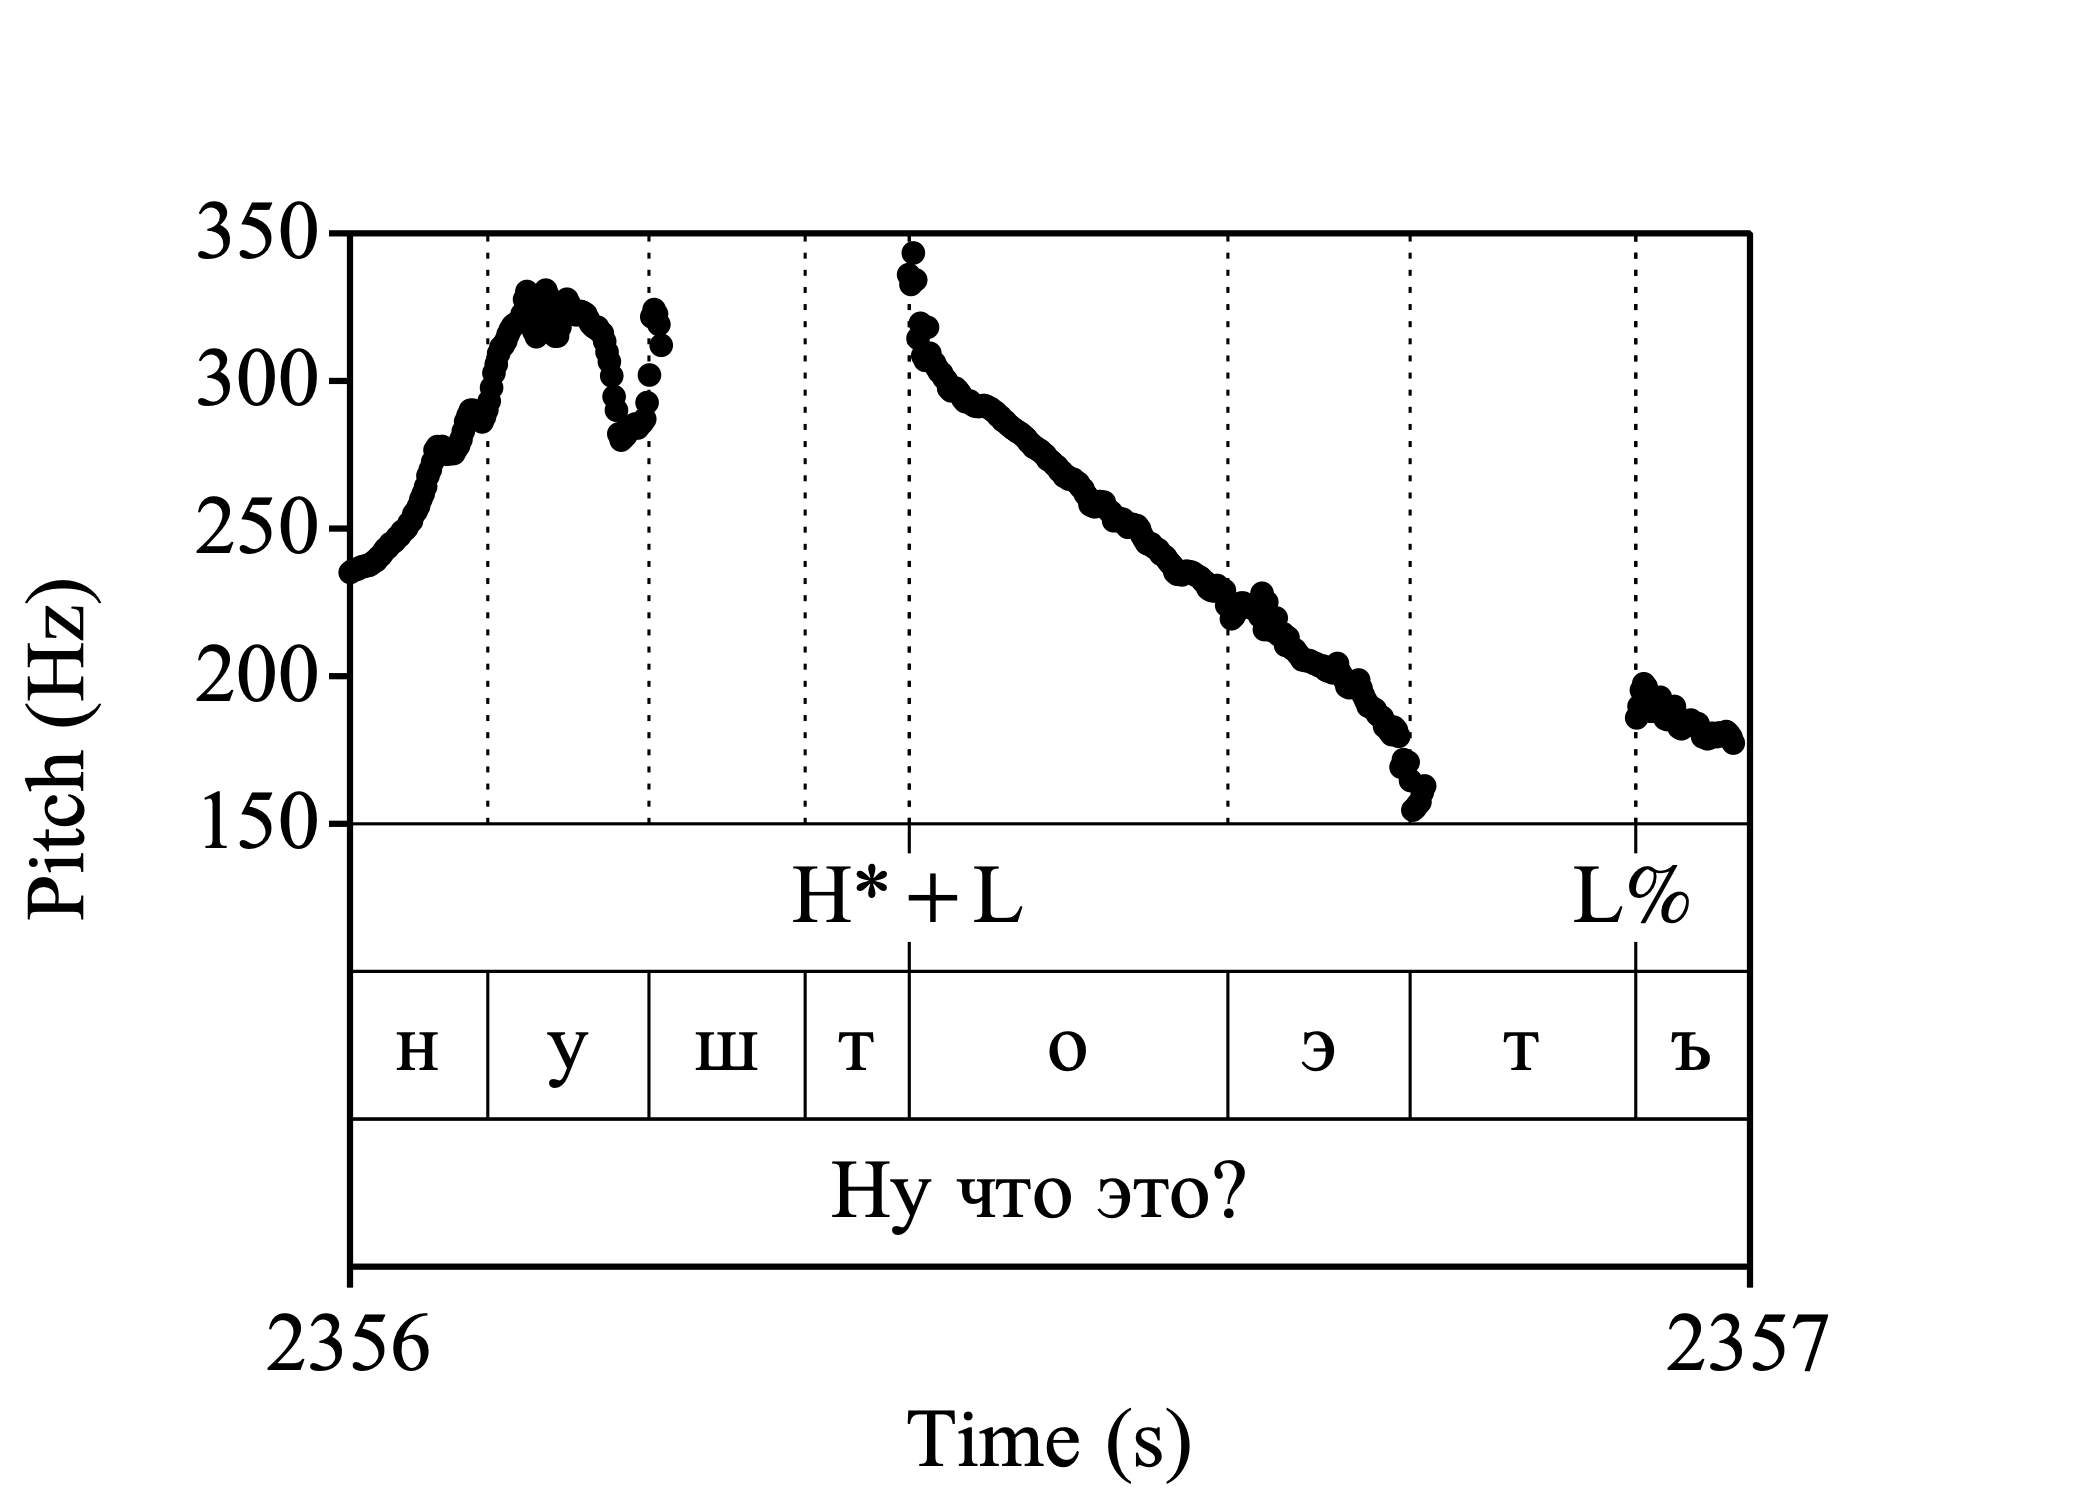 Pitch (Hz)
350
300
250
200
150
H* + L L%
н у ш т о э т ъ
Ну что это?
2356 2357
Time (s)